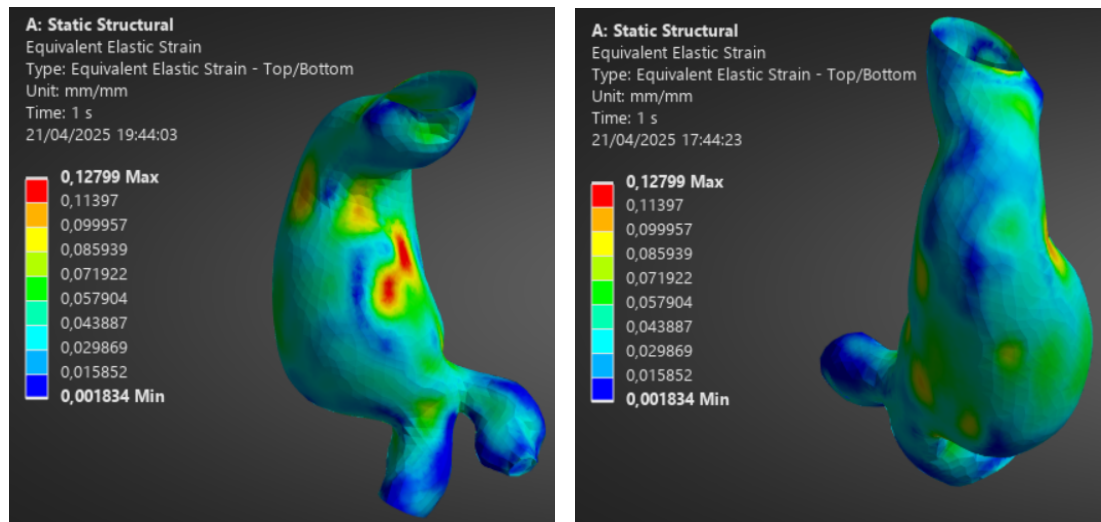 A: Static Structural
Equivalent Elastic Strain
Type: Equivalent Elastic Strain - Top/Bottom
Unit: mm/mm
Time: 1 s
21/04/2025 19:44:03
0,12799 Max
0,11397
0,099957
0,085939
0,071922
0,057904
0,043887
0,029869
0,015852
0,001834 Min
A: Static Structural
Equivalent Elastic Strain
Type: Equivalent Elastic Strain - Top/Bottom
Unit: mm/mm
Time: 1 s
21/04/2025 17:44:23
0,12799 Max
0,11397
0,099957
0,085939
0,071922
0,057904
0,043887
0,029869
0,015852
0,001834 Min